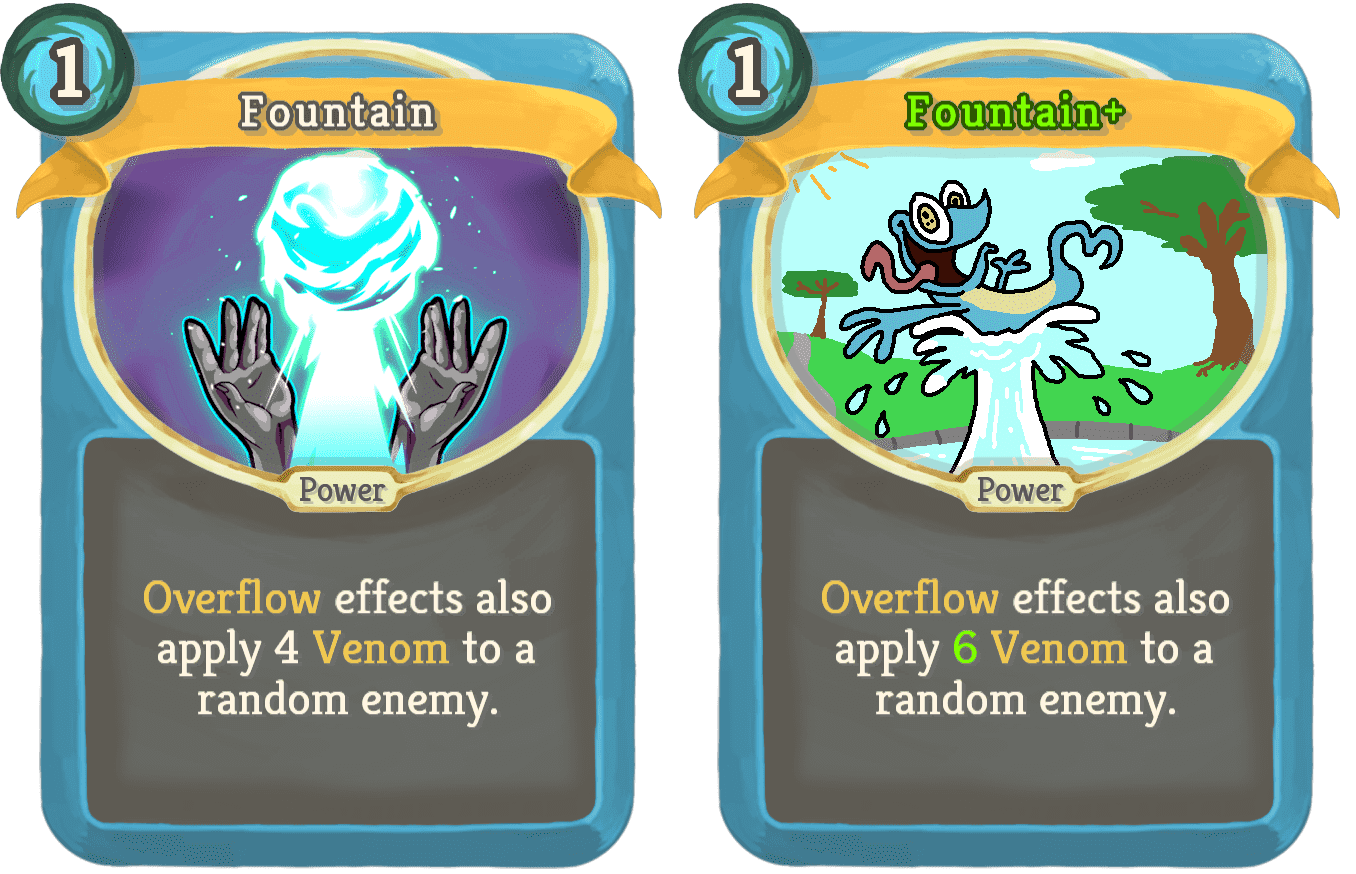 1
Fountain
Power
Overflow effects also
apply 4 Venom to a
random enemy.
1
Fountain+
Power
Overflow effects also
apply 6 Venom to a
random enemy.